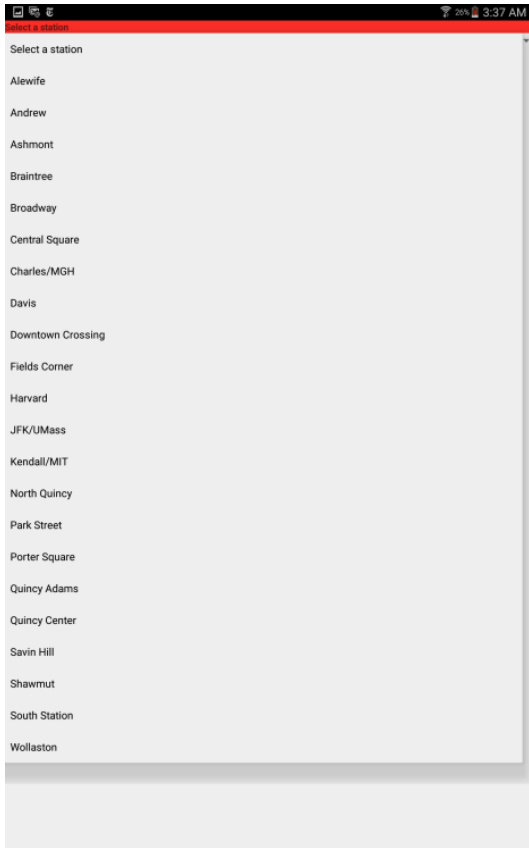 26% 3:37 AM
Select a station
Select a station
Alewife
Andrew
Ashmont
Braintree
Broadway
Central Square
Charles/MGH
Davis
Downtown Crossing
Fields Corner
Harvard
JFK/UMass
Kendall/MIT
North Quincy
Park Street
Porter Square
Quincy Adams
Quincy Center
Savin Hill
Shawmut
South Station
Wollaston